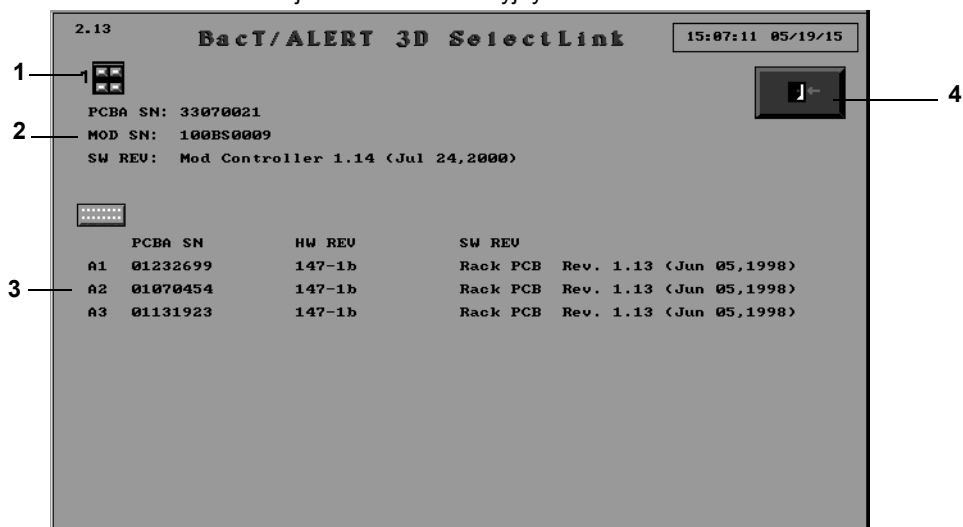 2.13
BacT/ALERT 3D SelectLink
15:07:11 05/19/15
1
1
4
PCBA SN: 33070021
2
MOD SN: 100BS0009
SW REV: Mod Controller 1.14 (Jul 24,2000)
PCBA SN HW REV SW REV
A1 01232699 147-1b Rack PCB Rev. 1.13 (Jun 05,1998)
3
A2 01070454 147-1b Rack PCB Rev. 1.13 (Jun 05,1998)
A3 01131923 147-1b Rack PCB Rev. 1.13 (Jun 05,1998)